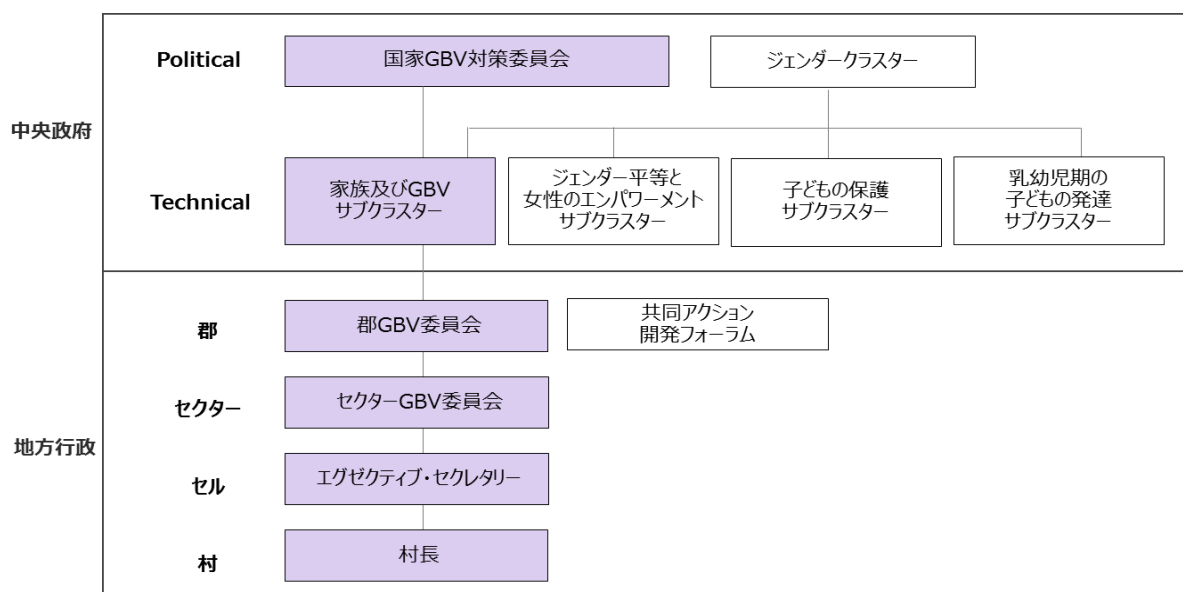 中央政府
Political
国家GBV対策委員会
ジェンダークラスター
Technical
家族及びGBV
サブクラスター
ジェンダー平等と
女性のエンパワーメント
サブクラスター
子どもの保護
サブクラスター
乳幼児期の
子どもの発達
サブクラスター
地方行政
郡
郡GBV委員会
共同アクション
開発フォーラム
セクター
セクターGBV委員会
セル
エグゼクティブ・セクレタリー
村
村長